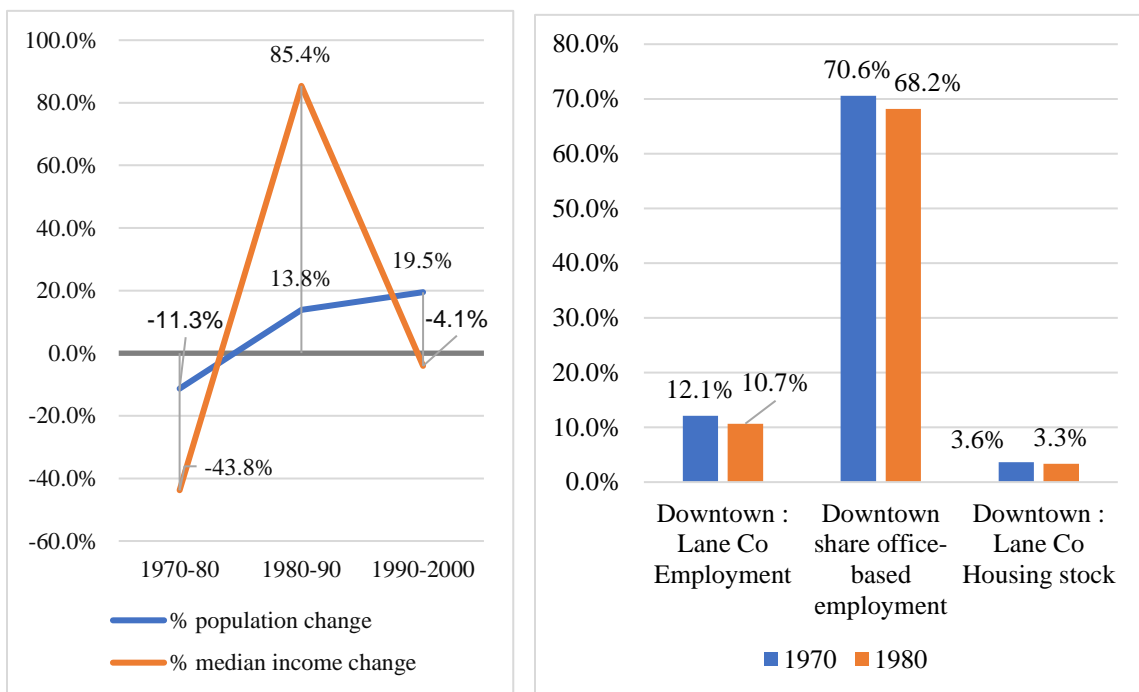 100.0%
80.0%
60.0%
40.0%
20.0%
0.0%
-20.0%
-40.0%
-60.0%
85.4%
13.8%
19.5%
-11.3%
-4.1%
-43.8%
1970-80 1980-90 1990-2000
% population change
% median income change
80.0%
70.0%
60.0%
50.0%
40.0%
30.0%
20.0%
10.0%
0.0%
70.6%
68.2%
12.1%
10.7%
3.6%
3.3%
Downtown :
Lane Co
Employment
Downtown
share office-
based
employment
Downtown :
Lane Co
Housing stock
1970 1980